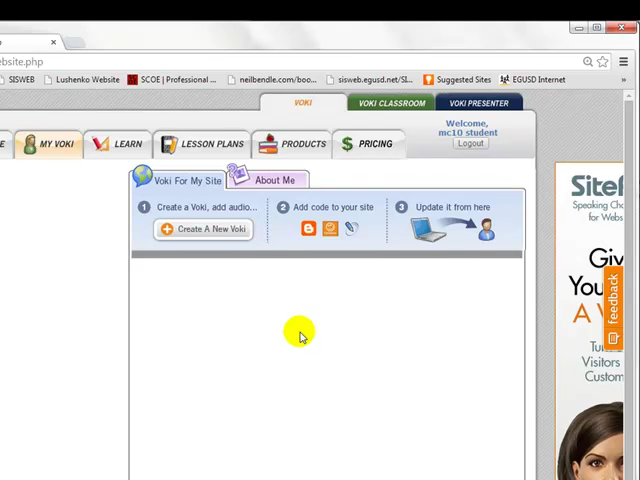 ebsite.php
SISWEB Lushenko Website SCOE | Professional ... neilbendle.com/boo... sisweb.egusd.net/SI... Suggested Sites EGUSD Internet
VOKI VOKI CLASSROOM VOKI PRESENTER
Welcome,
mc10 student
Logout
E MY VOKI LEARN LESSON PLANS PRODUCTS $ PRICING
Voki For My Site About Me
1 Create a Voki, add audio... 2 Add code to your site 3 Update it from here
Create A New Voki
SiteP
Speaking Cha
for Webs
Giv
You
A V
Tu
Visitors
Custom
feedback